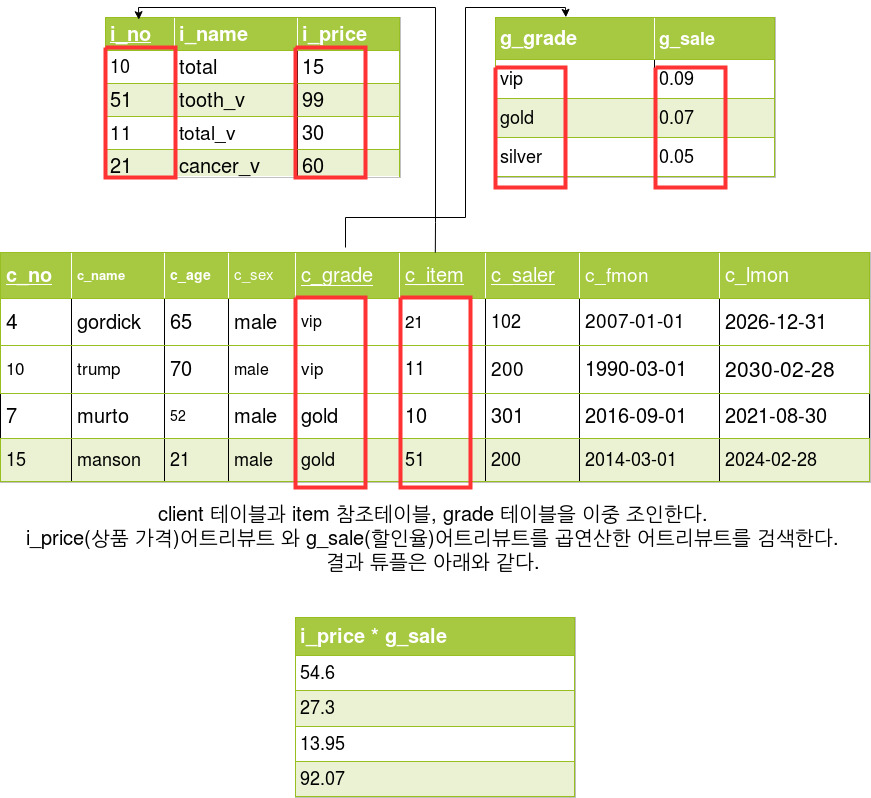 i_no i_name i_price
10 total 15
51 tooth_v 99
11 total_v 30
21 cancer_v 60
g_grade g_sale
vip 0.09
gold 0.07
silver 0.05
c_no c_name c_age c_sex c_grade c_item c_saler c_fmon c_lmon
4 gordick 65 male vip 21 102 2007-01-01 2026-12-31
10 trump 70 male vip 11 200 1990-03-01 2030-02-28
7 murto 52 male gold 10 301 2016-09-01 2021-08-30
15 manson 21 male gold 51 200 2014-03-01 2024-02-28
client 테이블과 item 참조테이블, grade 테이블을 이중 조인한다.
i_price(상품 가격)어트리뷰트 와 g_sale(할인율)어트리뷰트를 곱연산한 어트리뷰트를 검색한다.
결과 튜플은 아래와 같다.
i_price * g_sale
54.6
27.3
13.95
92.07